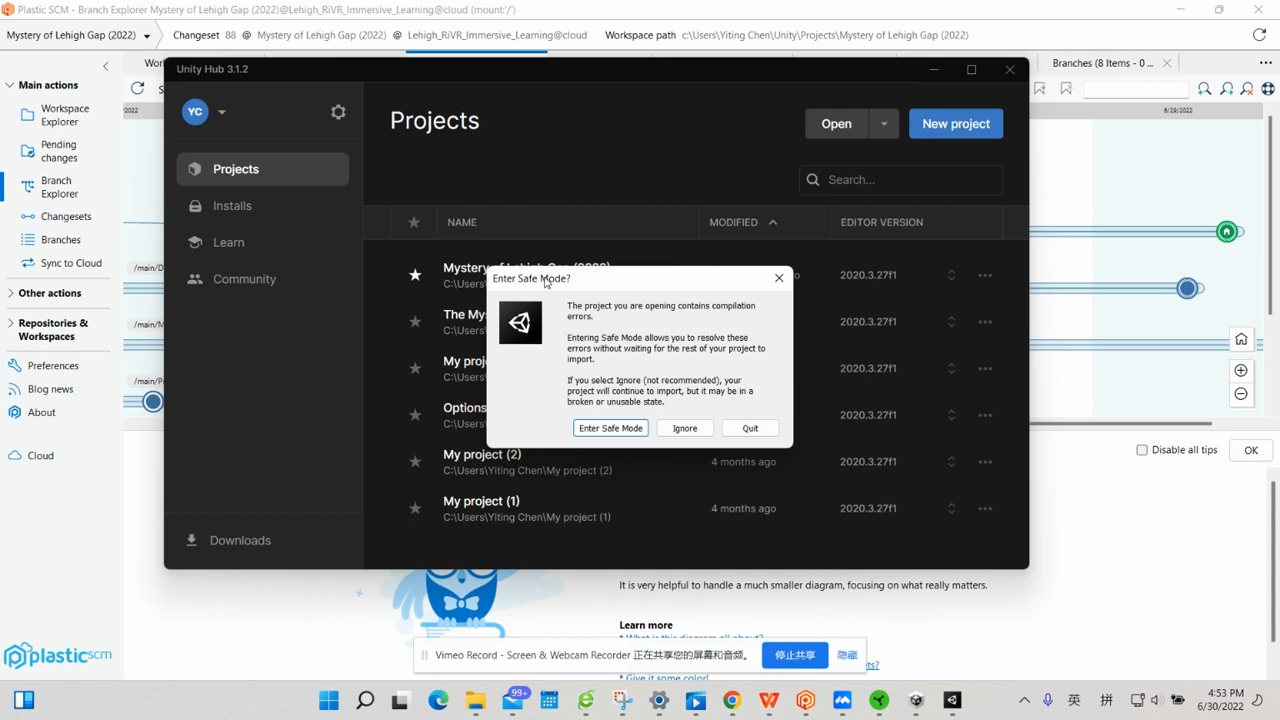 Plastic SCM - Branch Explorer Mystery of Lehigh Gap (2022)@Lehigh_RiVR_Immersive_Learning@cloud (mount:'/')
Mystery of Lehigh Gap (2022) Changeset 88 @ Mystery of Lehigh Gap (2022) @ Lehigh_RiVR_Immersive_Learning@cloud Workspace path c:\Users\Yiting Chen\Unity\Projects\Mystery of Lehigh Gap (2022)
Branches (8 Items - 0 ...
2022
6/29/2022
Main actions
Workspace
Explorer
Pending
changes
Branch
Explorer
Changesets
Branches
Sync to Cloud
Other actions
Repositories &
Workspaces
Preferences
Blog news
About
Cloud
plasticscm
Unity Hub 3.1.2
YC
Projects
Installs
Learn
Community
Downloads
Projects
Open
New project
Search...
NAME MODIFIED EDITOR VERSION
2020.3.27f1
2020.3.27f1
2020.3.27f1
Options
2020.3.27f1
My project (2) 4 months ago 2020.3.27f1
C:\Users\Yiting Chen\My project (2)
My project (1) 4 months ago 2020.3.27f1
C:\Users\Yiting Chen\My project (1)
Enter Safe Mode?
The project you are opening contains compilation
errors.
Entering Safe Mode allows you to resolve these
errors without waiting for the rest of your project to
import.
If you select Ignore (not recommended), your
project will continue to import, but it may be in a
broken or unusable state.
Enter Safe Mode Ignore Quit
Disable all tips OK
It is very helpful to handle a much smaller diagram, focusing on what really matters.
Learn more
Vimeo Record - Screen & Webcam Recorder 正在共享您的屏幕和音频。 停止共享 隐藏
* Give it some color!
99+
英 拼
4:53 PM
6/30/2022